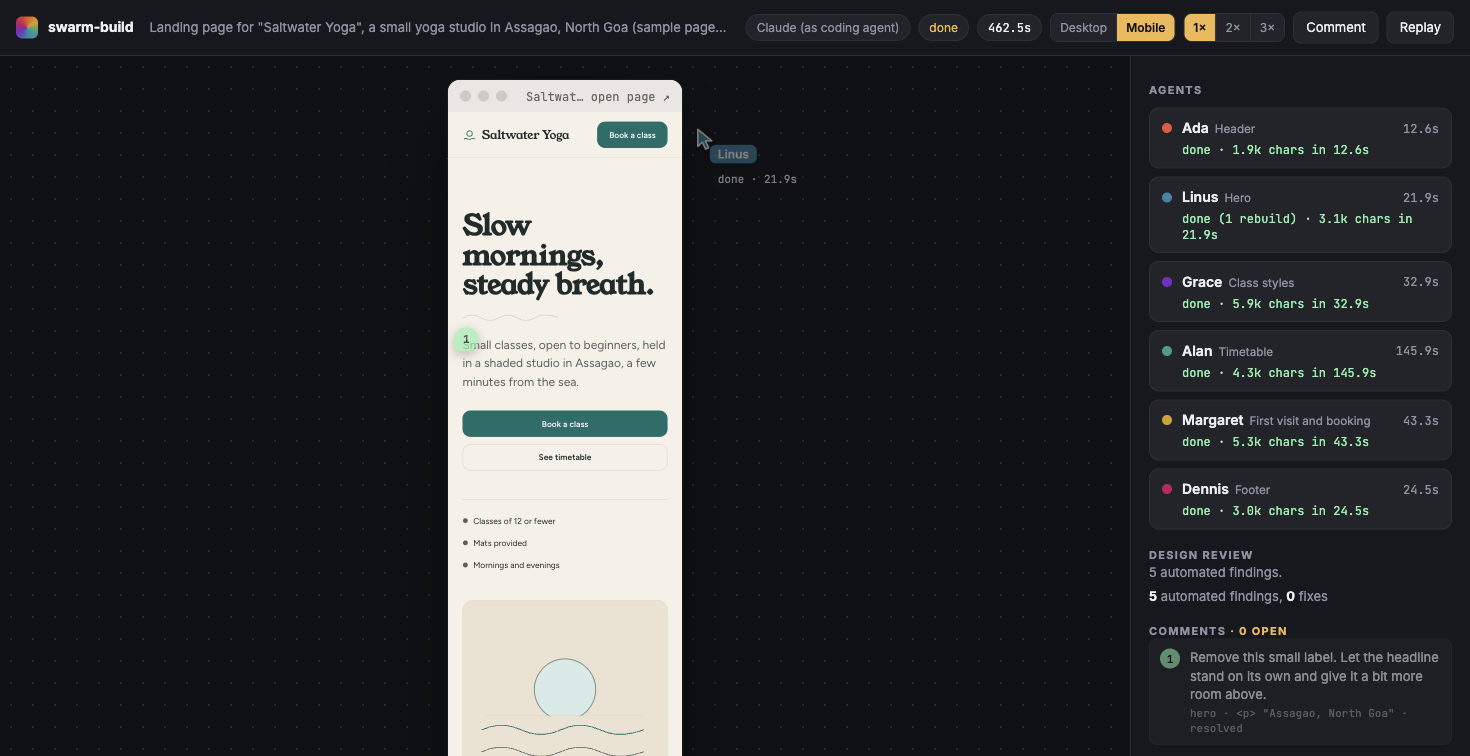 swarm-build
Landing page for "Saltwater Yoga", a small yoga studio in Assagao, North Goa (sample page...
Claude (as coding agent)
done
462.5s
Desktop
Mobile
1×
2×
3×
Comment
Replay
Saltwat… open page ↗
Saltwater Yoga
Book a class
Linus
done · 21.9s
Slow
mornings,
steady breath.
1
Small classes, open to beginners, held
in a shaded studio in Assagao, a few
minutes from the sea.
Book a class
See timetable
Classes of 12 or fewer
Mats provided
Mornings and evenings
AGENTS
Ada Header 12.6s
done · 1.9k chars in 12.6s
Linus Hero 21.9s
done (1 rebuild) · 3.1k chars in
21.9s
Grace Class styles 32.9s
done · 5.9k chars in 32.9s
Alan Timetable 145.9s
done · 4.3k chars in 145.9s
Margaret First visit and booking 43.3s
done · 5.3k chars in 43.3s
Dennis Footer 24.5s
done · 3.0k chars in 24.5s
DESIGN REVIEW
5 automated findings.
5 automated findings, 0 fixes
COMMENTS · 0 OPEN
1
Remove this small label. Let the headline
stand on its own and give it a bit more
room above.
hero · <p> "Assagao, North Goa" ·
resolved